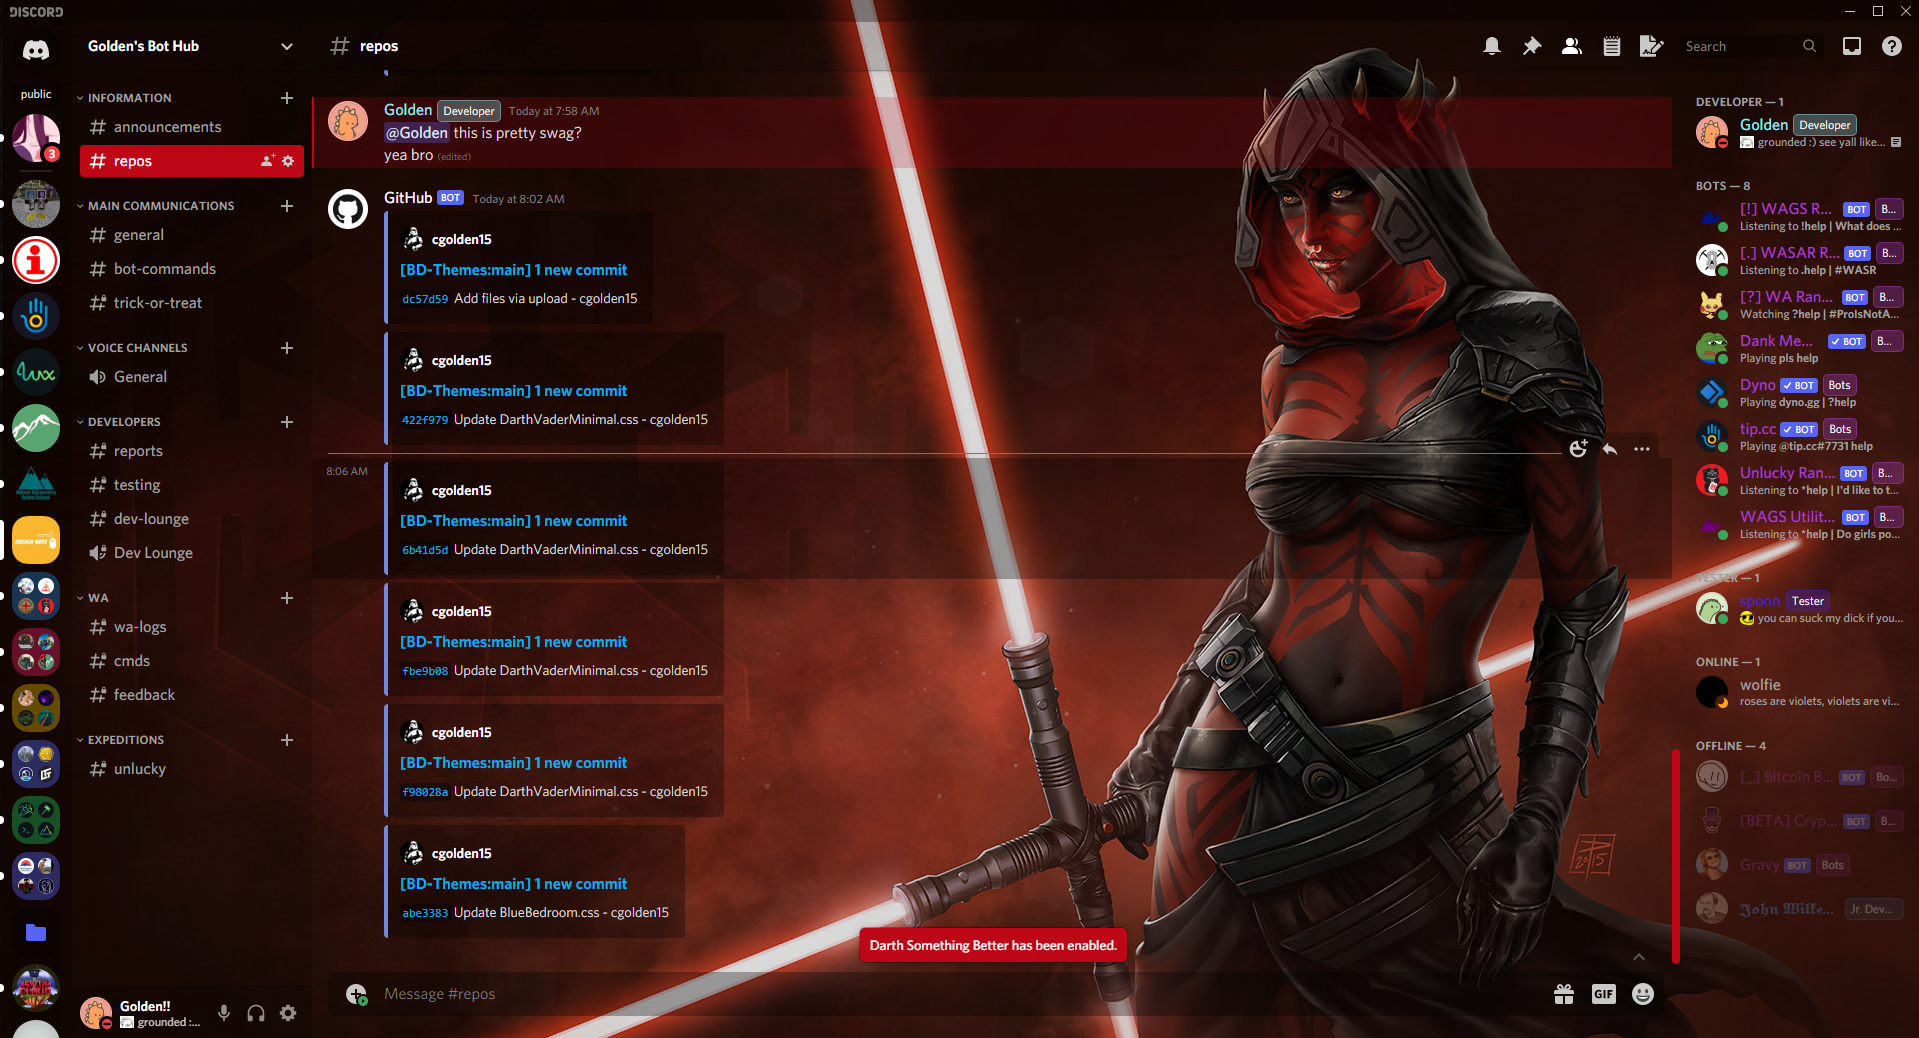 DISCORD
Golden's Bot Hub
repos
Search
public
3
INFORMATION
announcements
repos
MAIN COMMUNICATIONS
general
bot-commands
trick-or-treat
VOICE CHANNELS
General
DEVELOPERS
reports
testing
dev-lounge
Dev Lounge
WA
wa-logs
cmds
feedback
EXPEDITIONS
unlucky
Golden!!
grounded :...
Golden Developer Today at 7:58 AM
@Golden this is pretty swag?
yea bro (edited)
GitHub BOT Today at 8:02 AM
cgolden15
[BD-Themes:main] 1 new commit
dc57d59 Add files via upload - cgolden15
cgolden15
[BD-Themes:main] 1 new commit
422f979 Update DarthVaderMinimal.css - cgolden15
8:06 AM
cgolden15
[BD-Themes:main] 1 new commit
6b41d5d Update DarthVaderMinimal.css - cgolden15
cgolden15
[BD-Themes:main] 1 new commit
fbe9b08 Update DarthVaderMinimal.css - cgolden15
cgolden15
[BD-Themes:main] 1 new commit
f98028a Update DarthVaderMinimal.css - cgolden15
cgolden15
[BD-Themes:main] 1 new commit
abe3383 Update BlueBedroom.css - cgolden15
Darth Something Better has been enabled.
Message #repos
GIF
2015
DEVELOPER — 1
Golden Developer
grounded :) see yall like...
BOTS — 8
[!] WAGS R... BOT B...
Listening to !help | What does ...
[.] WASAR R... BOT B...
Listening to .help | #WASR
[?] WA Ran... BOT B...
Watching ?help | #ProIsNotA...
Dank Me... ✓ BOT B...
Playing pls help
Dyno ✓ BOT Bots
Playing dyno.gg | ?help
tip.cc ✓ BOT Bots
Playing @tip.cc#7731 help
Unlucky Ran... BOT B...
Listening to *help | I'd like to t...
WAGS Utilit... BOT B...
Listening to *help | Do girls po...
TESTER — 1
spoon Tester
you can suck my dick if you...
ONLINE — 1
wolfie
roses are violets, violets are vi...
OFFLINE — 4
[_] Bitcoin B... BOT Bo...
[BETA] Cryp... BOT B...
Gravy BOT Bots
John Wilke... Jr. Dev...